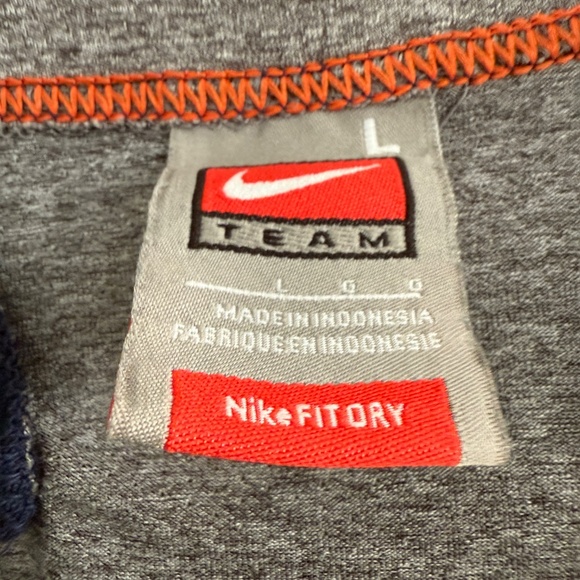 L
TEAM
L G G
MADE IN INDONESIA
FABRIQUE EN INDONESIE
Nike FIT DRY